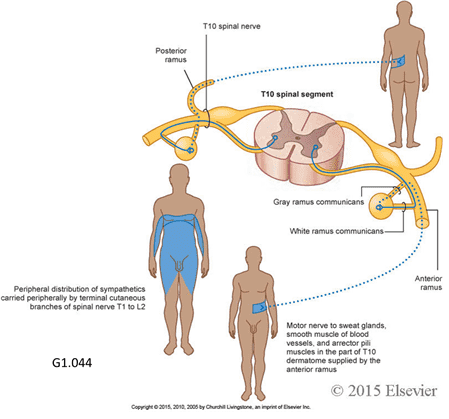 T10 spinal nerve
Posterior
ramus
T10 spinal segment
Gray ramus communicans
White ramus communicans
Anterior
ramus
Peripheral distribution of sympathetics
carried peripherally by terminal cutaneous
branches of spinal nerve T1 to L2
Motor nerve to sweat glands,
smooth muscle of blood
vessels, and arrector pili
muscles in the part of T10
dermatome supplied by the
anterior ramus
G1.044
© 2015 Elsevier
Copyright © 2015, 2010, 2005 by Churchill Livingstone, an imprint of Elsevier Inc.